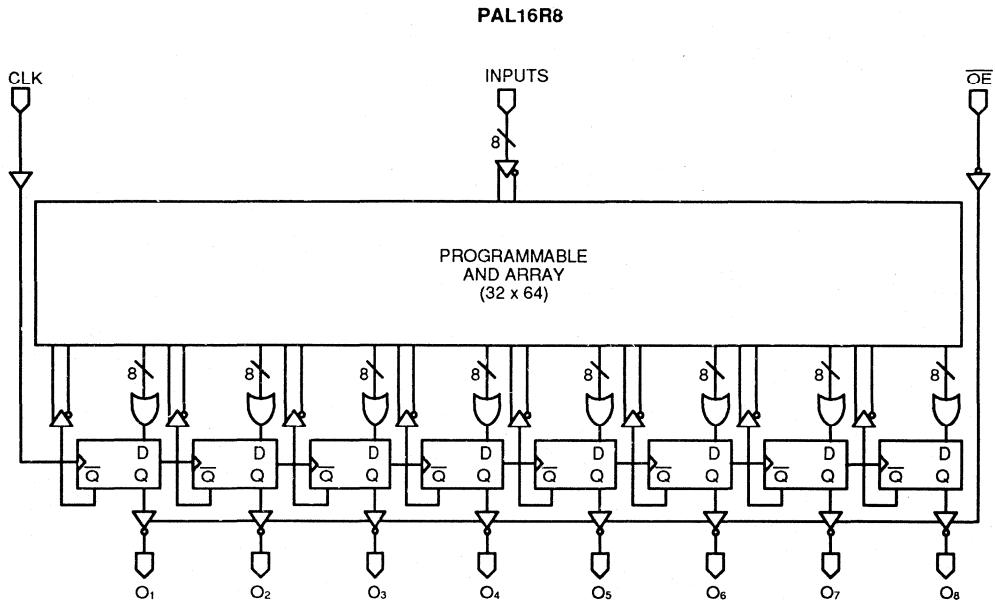 PAL16R8
CLK INPUTS OE
8
PROGRAMMABLE
AND ARRAY
(32 x 64)
8 8 8 8 8 8 8 8
D D D D D D D D
Q Q Q Q Q Q Q Q Q Q Q Q Q Q Q Q
O1 O2 O3 O4 O5 O6 O7 O8